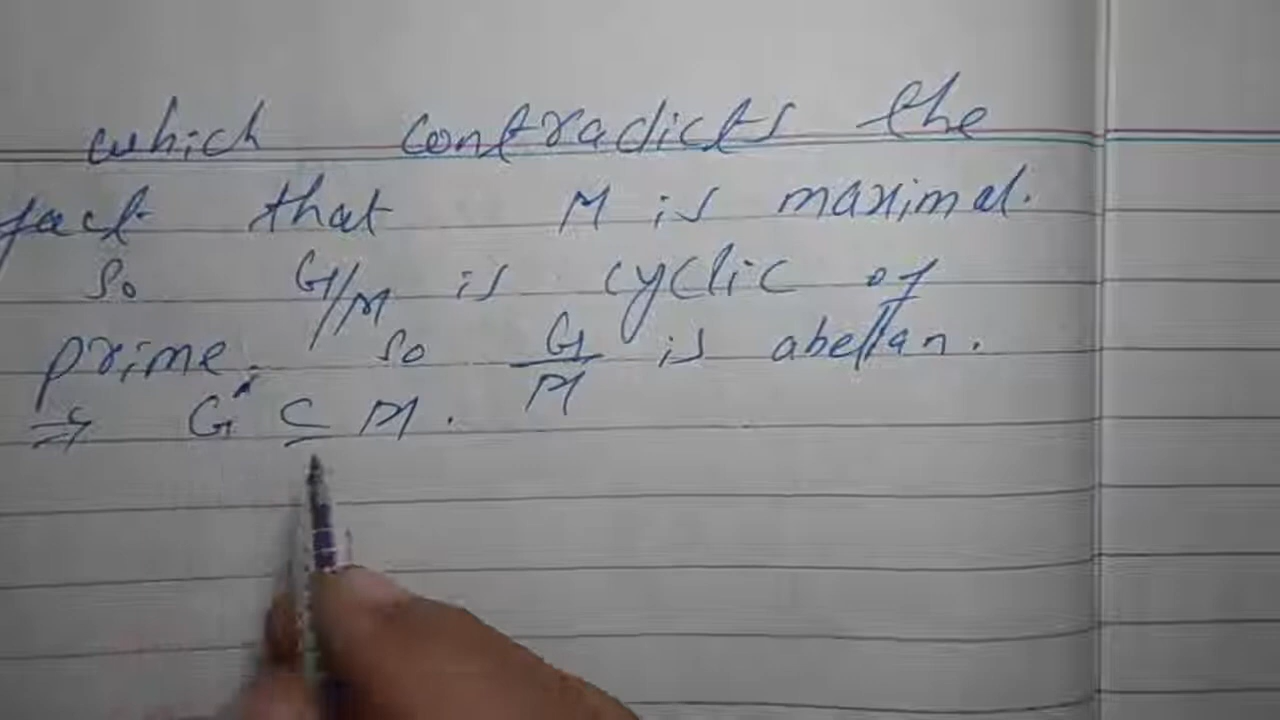 which contradicts the
fact that M is maximal.
So G/M is cyclic of
prime. So G/M is abelian.
⇒ G' ⊆ M.